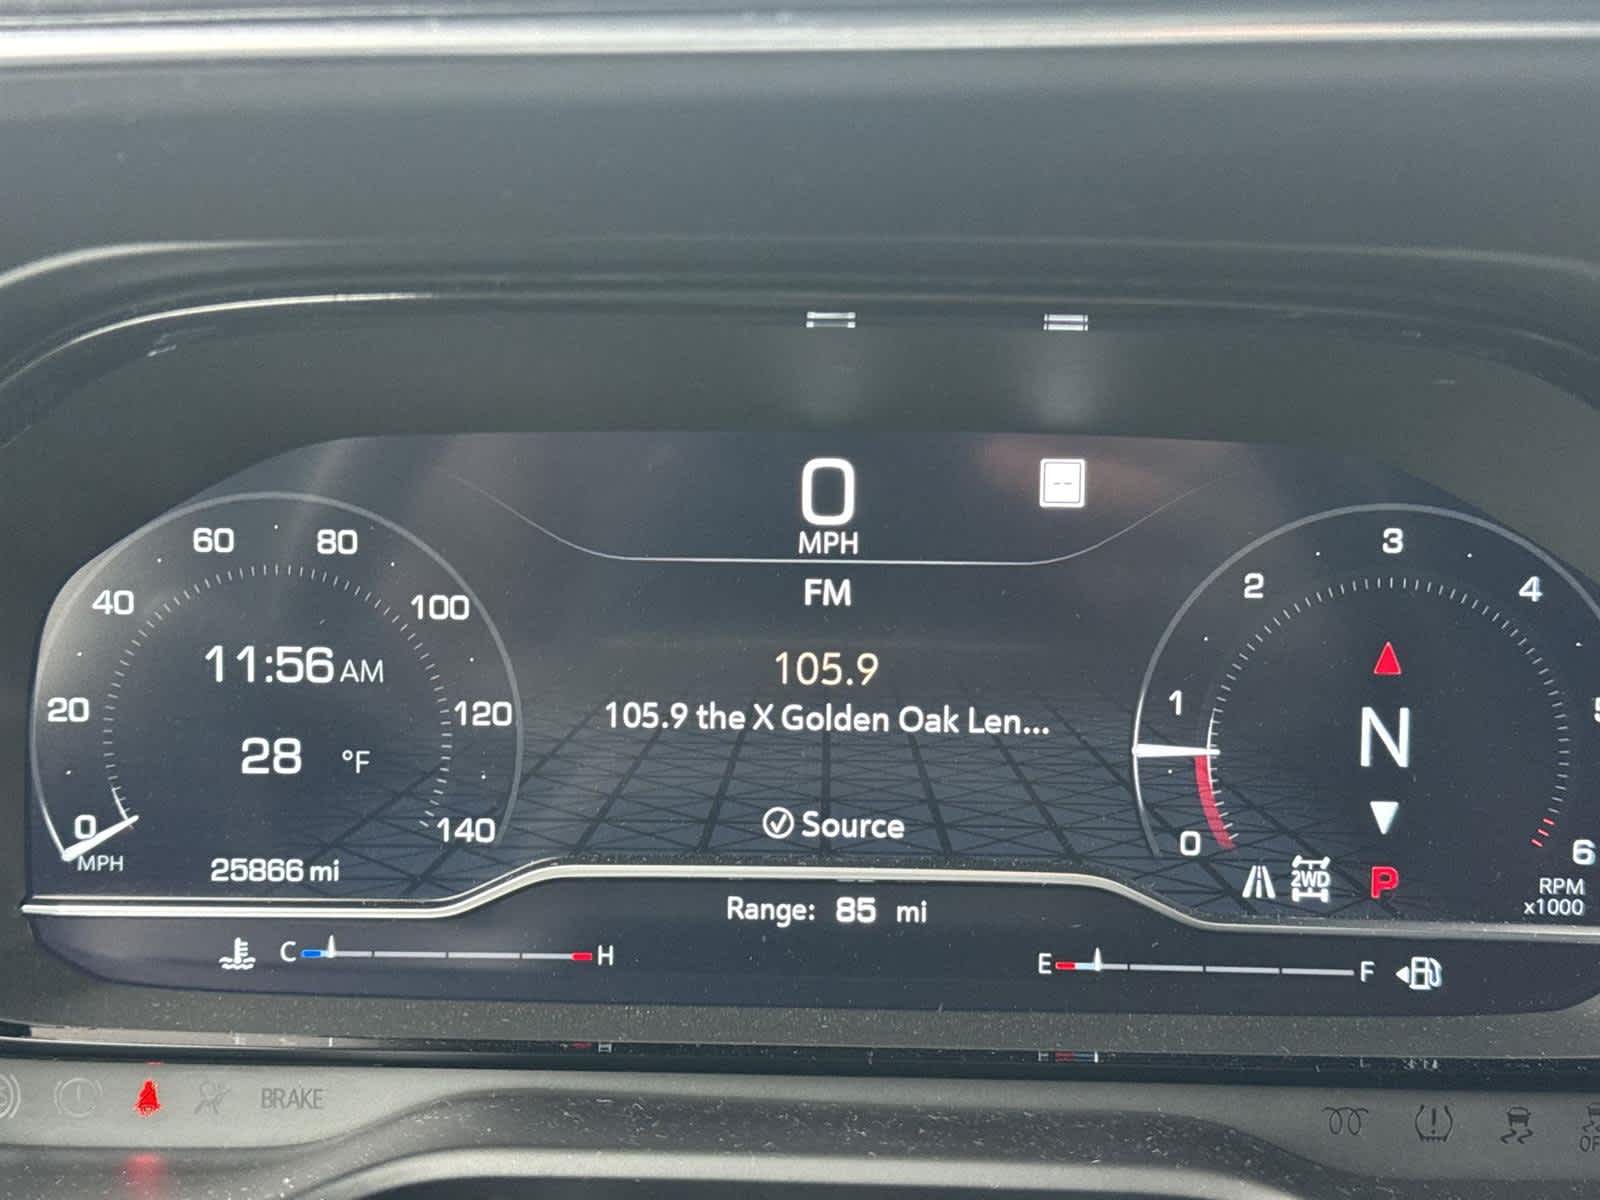 0
MPH
FM
105.9
105.9 the X Golden Oak Len...
Source
0
20
40
60
80
100
120
140
MPH
11:56 AM
28 °F
25866 mi
0
1
2
3
4
6
N
P
2WD
RPM
x1000
Range: 85 mi
C H
E F
BRAKE